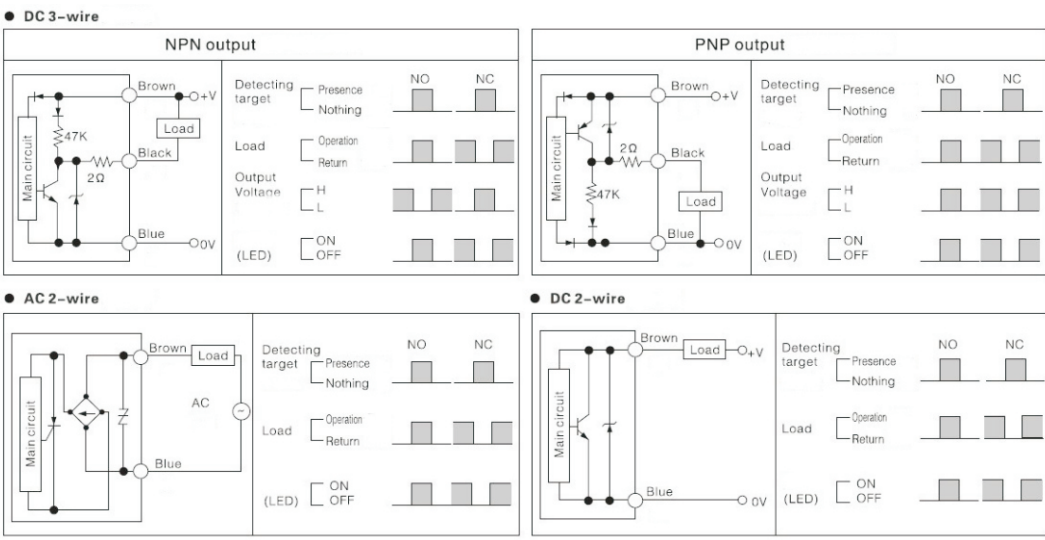 ● DC 3-wire
NPN output
Brown
+V
Load
47K
Black
2Ω
Main circuit
Blue
0V
Detecting target
Presence
Nothing
NO
NC
Load
Operation
Return
Output
Voltage
H
L
(LED)
ON
OFF
PNP output
Brown
+V
2Ω
Black
Main circuit
47K
Load
Blue
0V
Detecting target
Presence
Nothing
NO
NC
Load
Operation
Return
Output
Voltage
H
L
(LED)
ON
OFF
● AC 2-wire
Brown
Load
AC
Main circuit
Blue
Detecting target
Presence
Nothing
NO
NC
Load
Operation
Return
(LED)
ON
OFF
● DC 2-wire
Brown
Load
+V
Main circuit
Blue
0V
Detecting target
Presence
Nothing
NO
NC
Load
Operation
Return
(LED)
ON
OFF